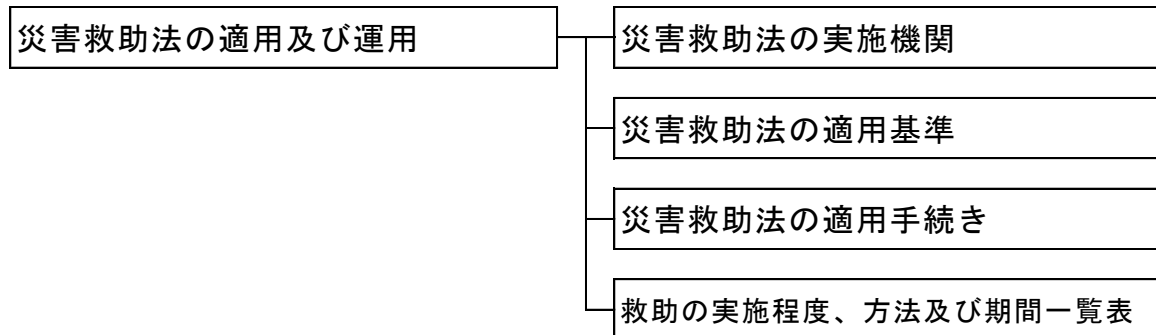 災害救助法の適用及び運用
災害救助法の実施機関
災害救助法の適用基準
災害救助法の適用手続き
救助の実施程度、方法及び期間一覧表